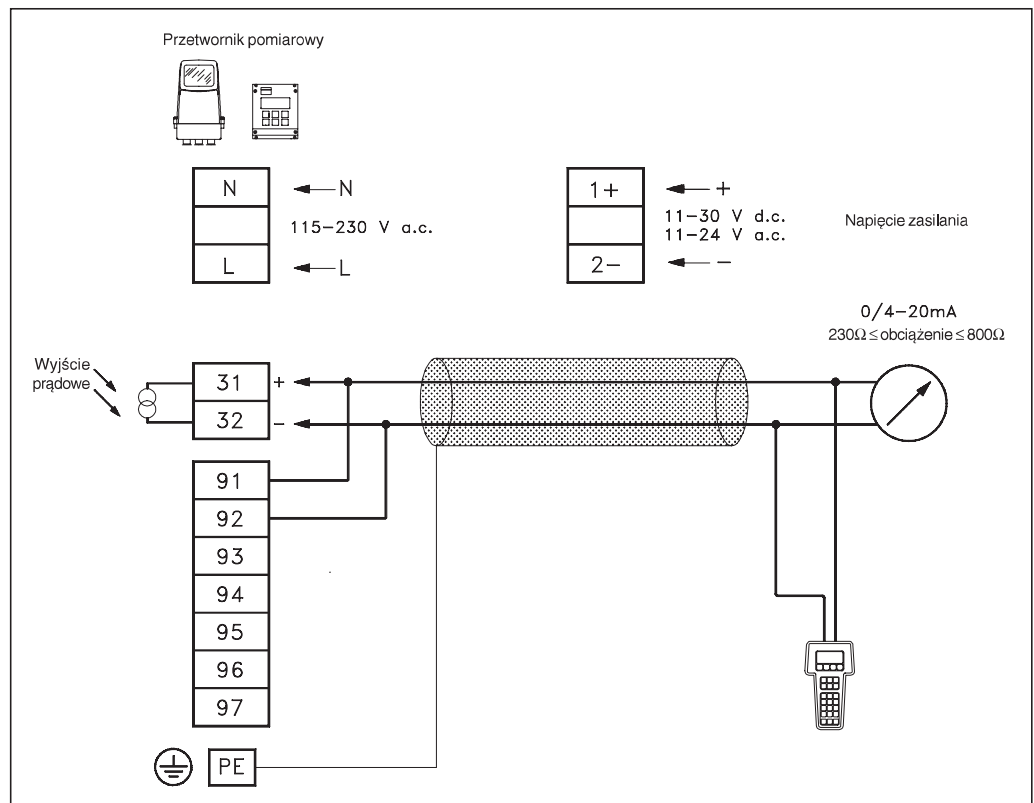 Przetwornik pomiarowy
N
N
115-230 V a.c.
L
L
1+
+
11-30 V d.c.
11-24 V a.c.
2-
-
Napięcie zasilania
0/4-20mA
230Ω ≤ obciążenie ≤ 800Ω
Wyjście
prądowe
31
+
32
-
91
92
93
94
95
96
97
PE